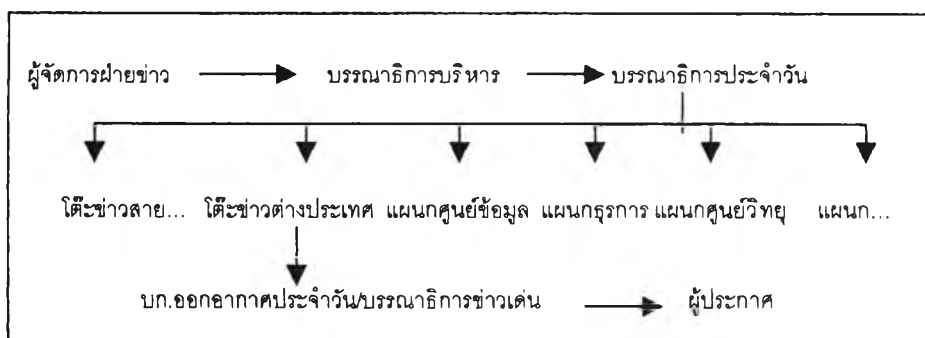 ผู้จัดการฝ่ายข่าว บรรณาธิการบริหาร บรรณาธิการประจำวัน
โต๊ะข่าวสาย... โต๊ะข่าวต่างประเทศ แผนกศูนย์ข้อมูล แผนกธุรการ แผนกศูนย์วิทยุ แผนก...
บก.ออกอากาศประจำวัน/บรรณาธิการข่าวเด่น ผู้ประกาศ